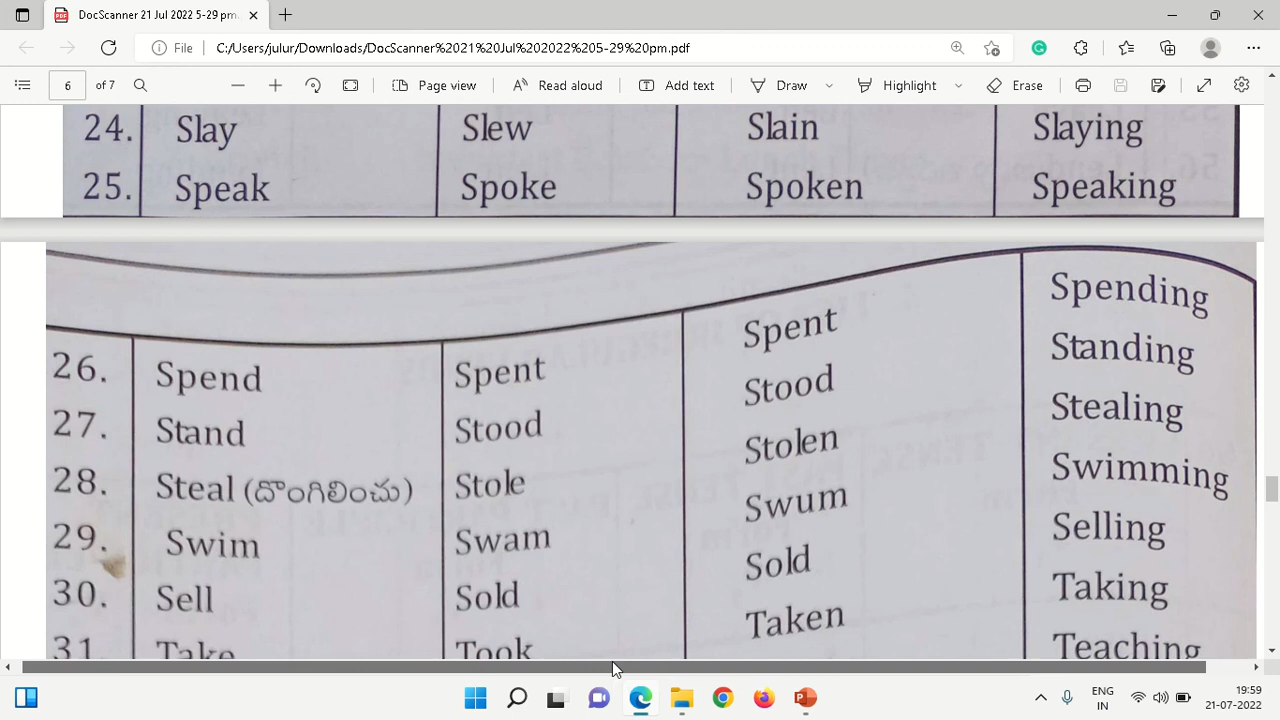 DocScanner 21 Jul 2022 5-29 pm.
File C:/Users/julur/Downloads/DocScanner%2021%20Jul%202022%205-29%20pm.pdf
6 of 7 Page view Read aloud Add text Draw Highlight Erase
24. Slay Slew Slain Slaying
25. Speak Spoke Spoken Speaking
26. Spend Spent Spent Spending
27. Stand Stood Stood Standing
28. Steal (దొంగిలించు) Stole Stolen Stealing
29. Swim Swam Swum Swimming
30. Sell Sold Sold Selling
31. Take Took Taken Taking
Teaching
ENG
IN
19:59
21-07-2022